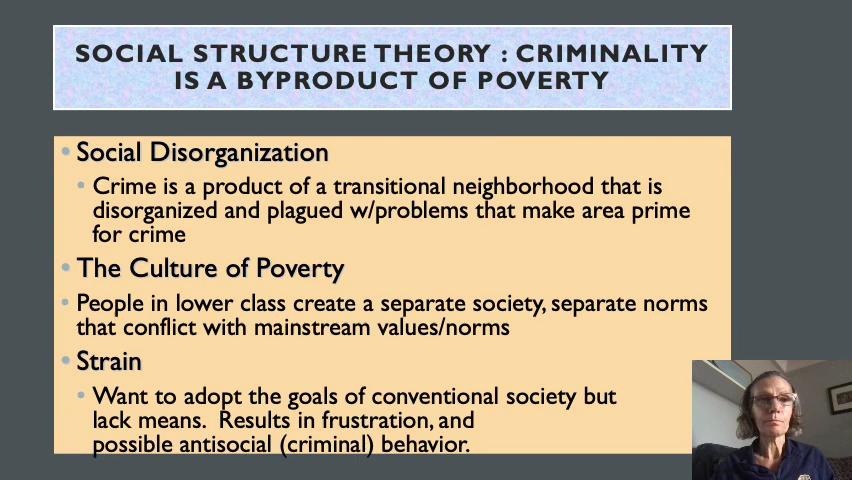 SOCIAL STRUCTURE THEORY : CRIMINALITY
IS A BYPRODUCT OF POVERTY
• Social Disorganization
• Crime is a product of a transitional neighborhood that is
disorganized and plagued w/problems that make area prime
for crime
• The Culture of Poverty
• People in lower class create a separate society, separate norms
that conflict with mainstream values/norms
• Strain
• Want to adopt the goals of conventional society but
lack means. Results in frustration, and
possible antisocial (criminal) behavior.